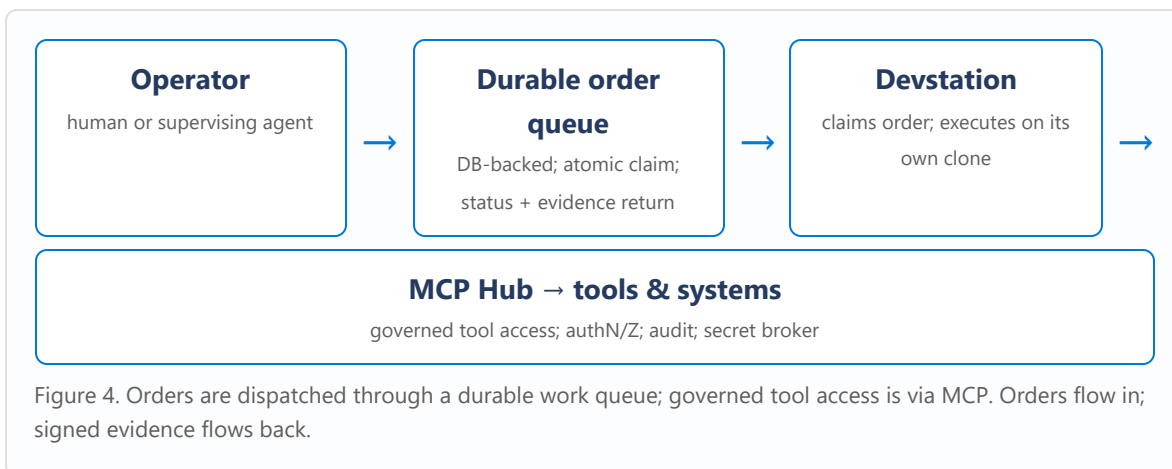 Operator
human or supervising agent
→
Durable order
queue
DB-backed; atomic claim;
status + evidence return
→
Devstation
claims order; executes on its
own clone
→
MCP Hub → tools & systems
governed tool access; authN/Z; audit; secret broker
Figure 4. Orders are dispatched through a durable work queue; governed tool access is via MCP. Orders flow in;
signed evidence flows back.